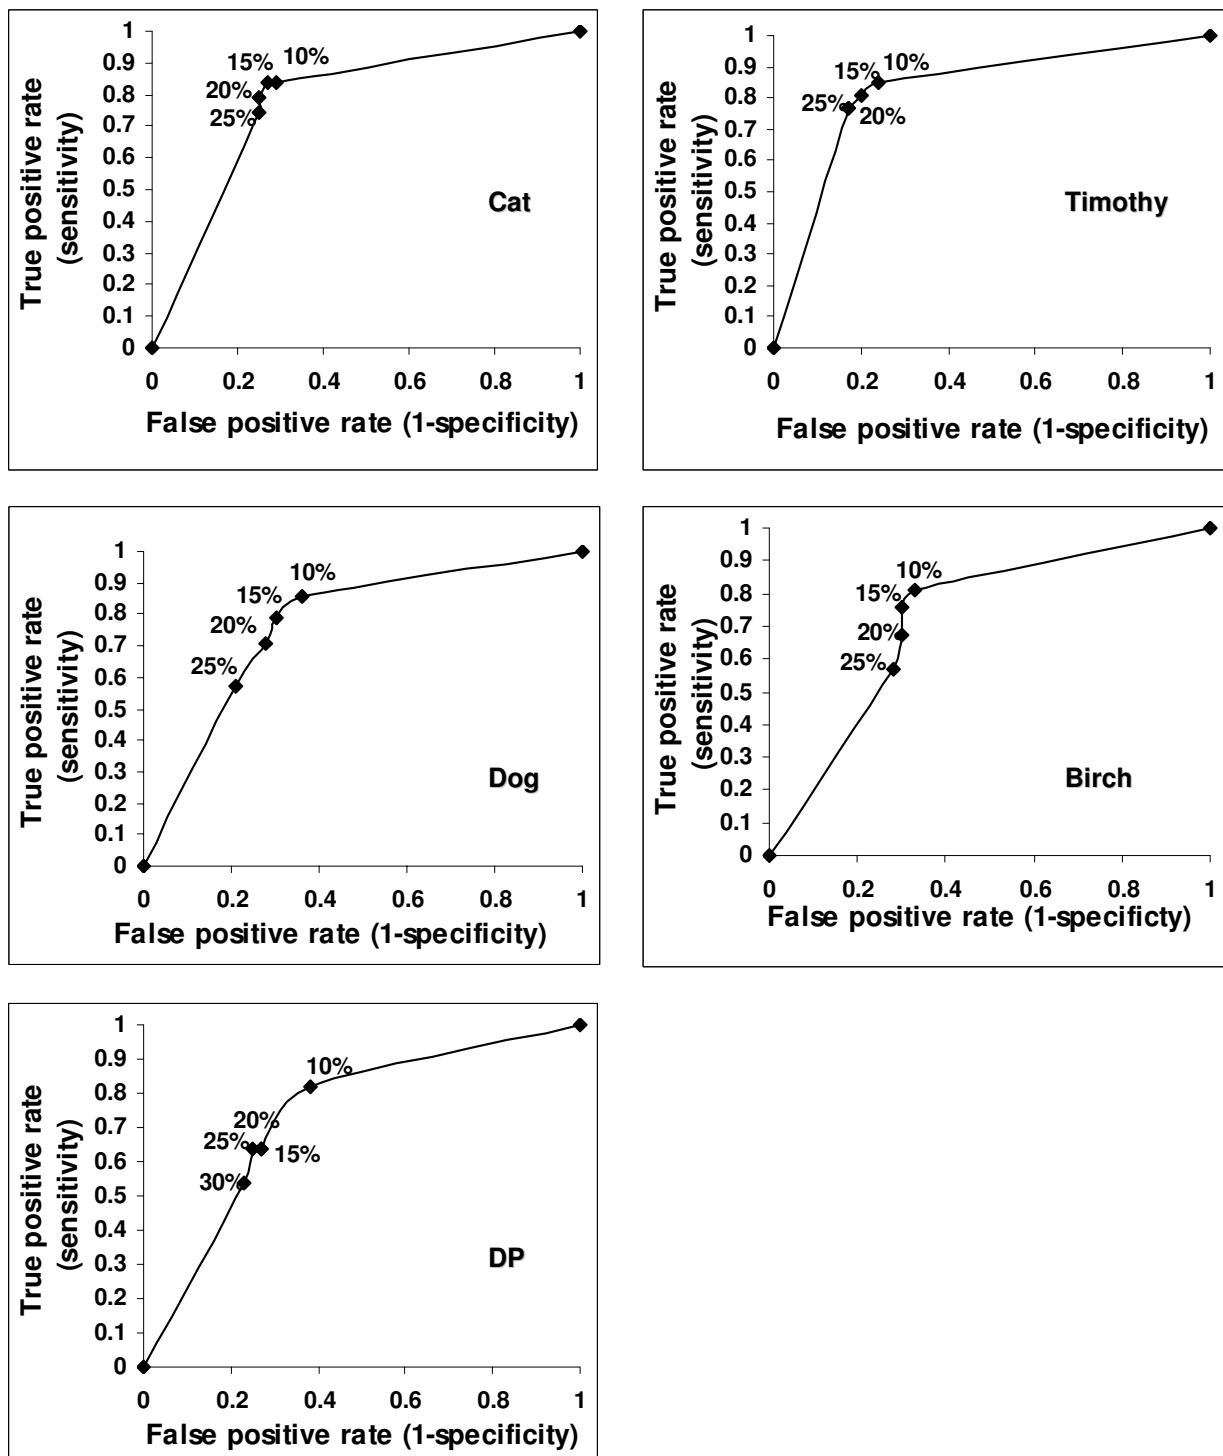 True positive rate
(sensitivity)
1
0.9
0.8
0.7
0.6
0.5
0.4
0.3
0.2
0.1
0
15% 10%
20%
25%
Cat
0 0.2 0.4 0.6 0.8 1
False positive rate (1-specificity)
True positive rate
(sensitivity)
1
0.9
0.8
0.7
0.6
0.5
0.4
0.3
0.2
0.1
0
15% 10%
25% 20%
Timothy
0 0.2 0.4 0.6 0.8 1
False positive rate (1-specificity)
True positive rate
(sensitivity)
1
0.9
0.8
0.7
0.6
0.5
0.4
0.3
0.2
0.1
0
10%
15%
20%
25%
Dog
0 0.2 0.4 0.6 0.8 1
False positive rate (1-specificity)
True positive rate
(sensitivity)
1
0.9
0.8
0.7
0.6
0.5
0.4
0.3
0.2
0.1
0
10%
15%
20%
25%
Birch
0 0.2 0.4 0.6 0.8 1
False positive rate (1-specificty)
True positive rate
(sensitivity)
1
0.9
0.8
0.7
0.6
0.5
0.4
0.3
0.2
0.1
0
10%
20%
25% 15%
30%
DP
0 0.2 0.4 0.6 0.8 1
False positive rate (1-specificity)